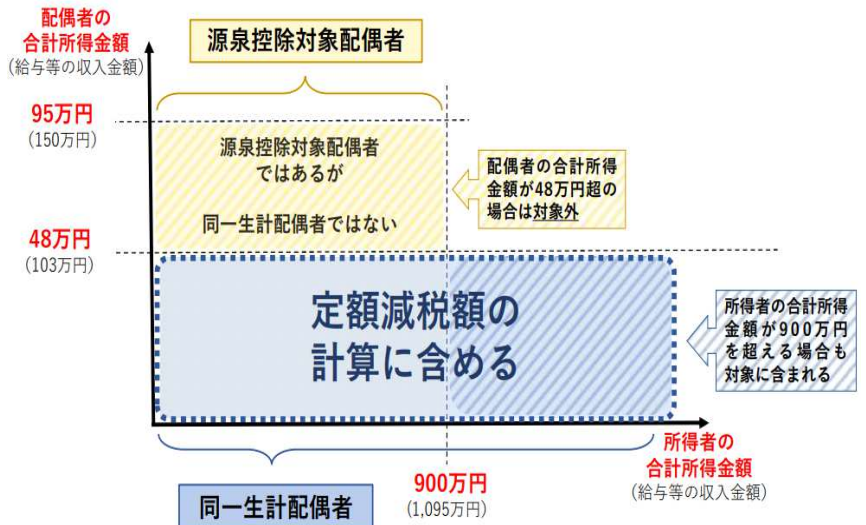 配偶者の
合計所得金額
(給与等の収入金額)
源泉控除対象配偶者
95万円
(150万円)
源泉控除対象配偶者
ではあるが
同一生計配偶者ではない
配偶者の合計所得
金額が48万円超の
場合は対象外
48万円
(103万円)
定額減税額の
計算に含める
所得者の合計所得
金額が900万円
を超える場合も
対象に含まれる
所得者の
合計所得金額
(給与等の収入金額)
900万円
(1,095万円)
同一生計配偶者